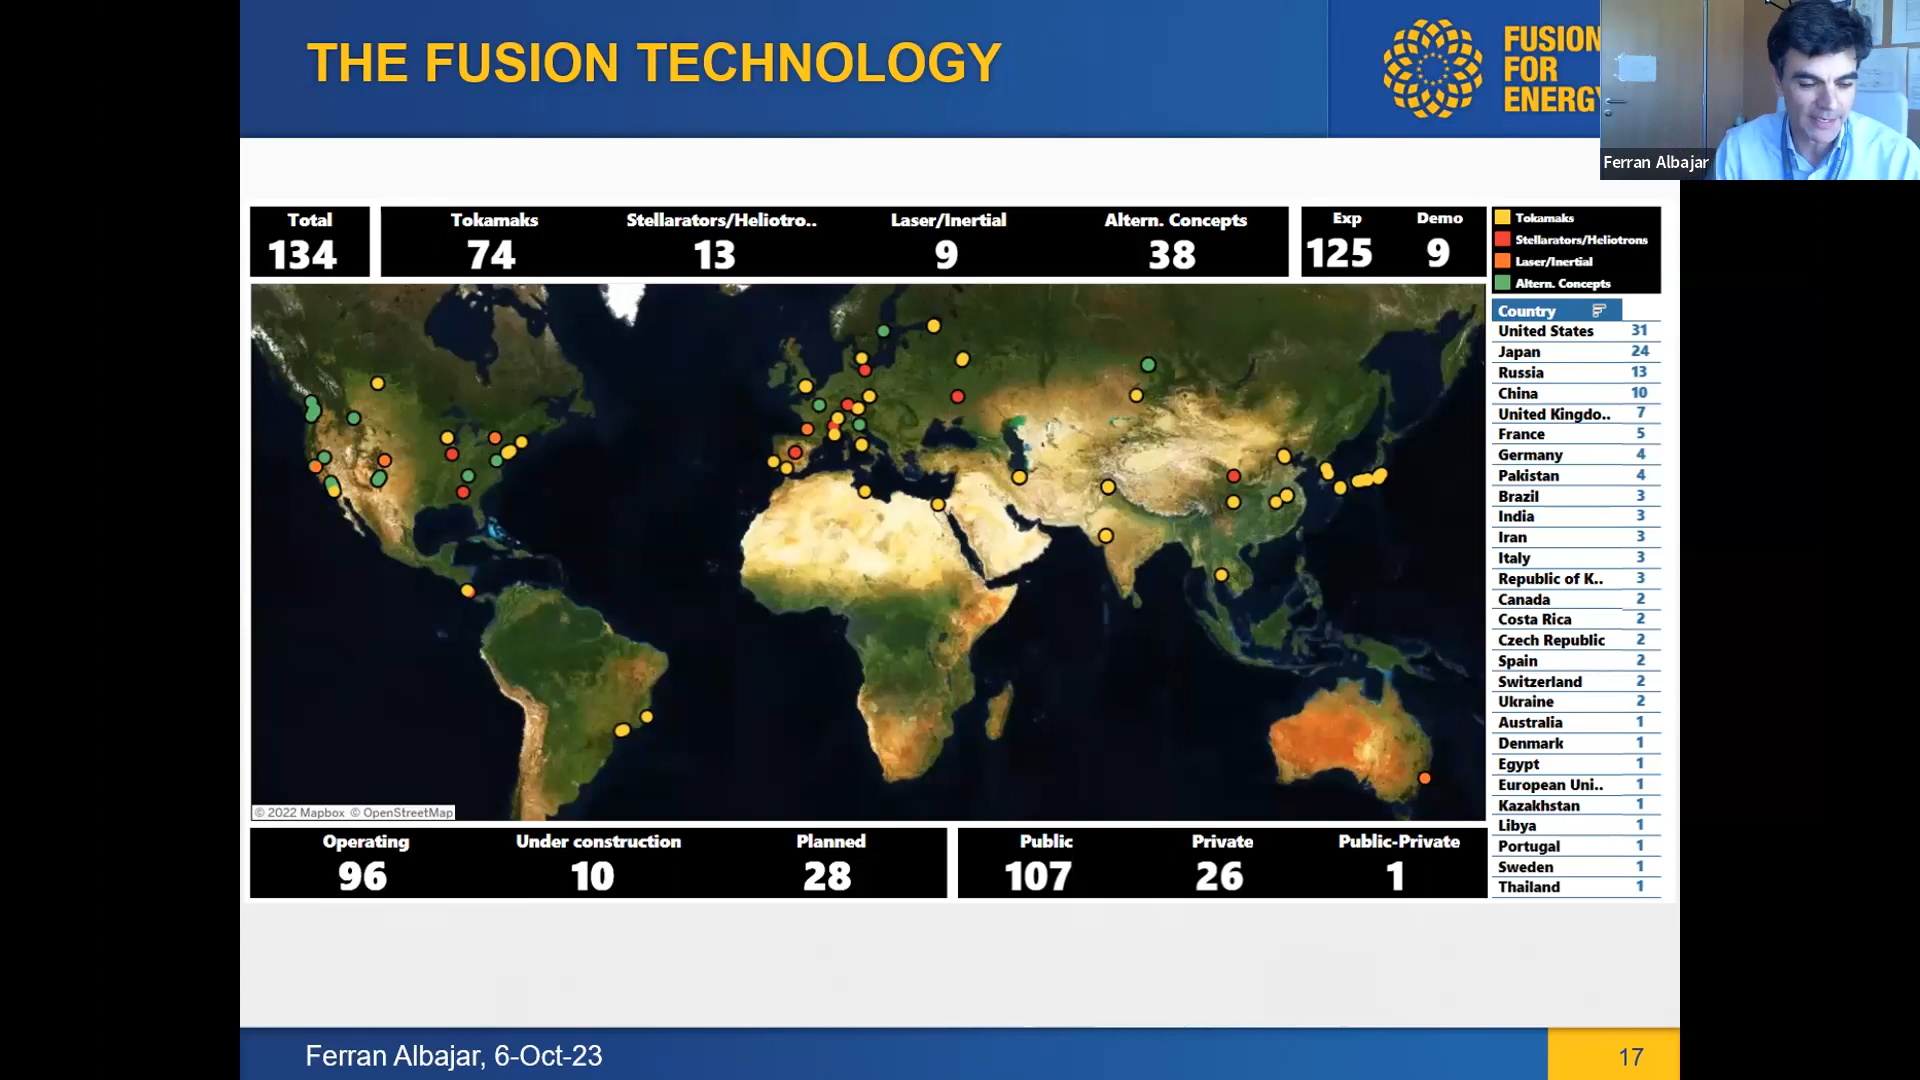 THE FUSION TECHNOLOGY
FUSION
FOR
ENERGY
Ferran Albajar
Total
134
Tokamaks
74
Stellarators/Heliotro..
13
Laser/Inertial
9
Altern. Concepts
38
Exp
125
Demo
9
Tokamaks
Stellarators/Heliotrons
Laser/Inertial
Altern. Concepts
Country
United States 31
Japan 24
Russia 13
China 10
United Kingdo.. 7
France 5
Germany 4
Pakistan 4
Brazil 3
India 3
Iran 3
Italy 3
Republic of K.. 3
Canada 2
Costa Rica 2
Czech Republic 2
Spain 2
Switzerland 2
Ukraine 2
Australia 1
Denmark 1
Egypt 1
European Uni.. 1
Kazakhstan 1
Libya 1
Portugal 1
Sweden 1
Thailand 1
© 2022 Mapbox © OpenStreetMap
Operating
96
Under construction
10
Planned
28
Public
107
Private
26
Public-Private
1
Ferran Albajar, 6-Oct-23
17